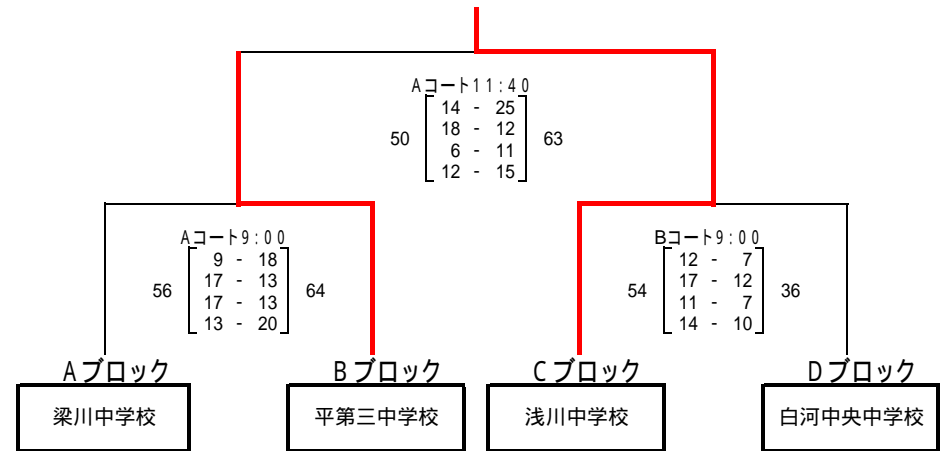 Aコート11:40
50 14 - 25 63
18 - 12
6 - 11
12 - 15
Aコート9:00
56 9 - 18 64
17 - 13
17 - 13
13 - 20
Bコート9:00
54 12 - 7 36
17 - 12
11 - 7
14 - 10
Aブロック Bブロック Cブロック Dブロック
梁川中学校 平第三中学校 浅川中学校 白河中央中学校